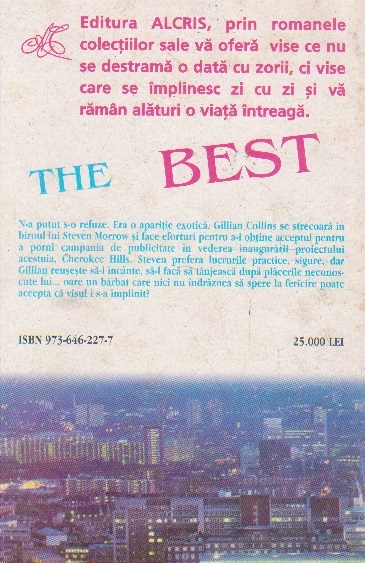 Editura ALCRIS, prin romanele
colecțiilor sale vă oferă vise ce nu
se destramă o dată cu zorii, ci vise
care se împlinesc zi cu zi și vă
rămân alături o viață întreagă.
THE BEST
N-a putut s-o refuze. Era o apariție exotică. Gillian Collins se strecoară în
biroul lui Steven Morrow și face eforturi pentru a-i obține acceptul pentru
a porni campania de publicitate în vederea inaugurării proiectului
acestuia, Cherokee Hills. Steven prefera lucrurile practice, sigure, dar
Gillian reușește să-l încânte, să-l facă să tânjească după plăcerile necunos-
cute lui... oare un bărbat care nici nu îndrăznea să spere la fericire poate
accepta că visul i s-a împlinit?
ISBN 973-646-227-7 25.000 LEI